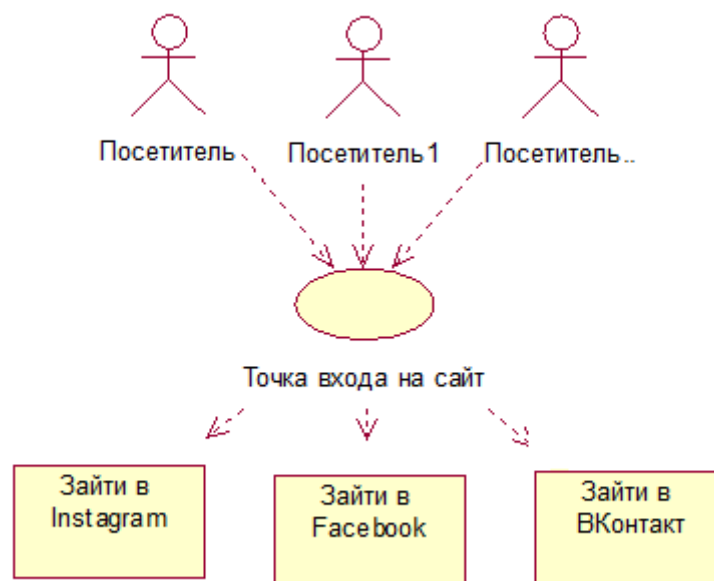 Посетитель
Посетитель1
Посетитель..
Точка входа на сайт
Зайти в
Instagram
Зайти в
Facebook
Зайти в
ВКонтакт